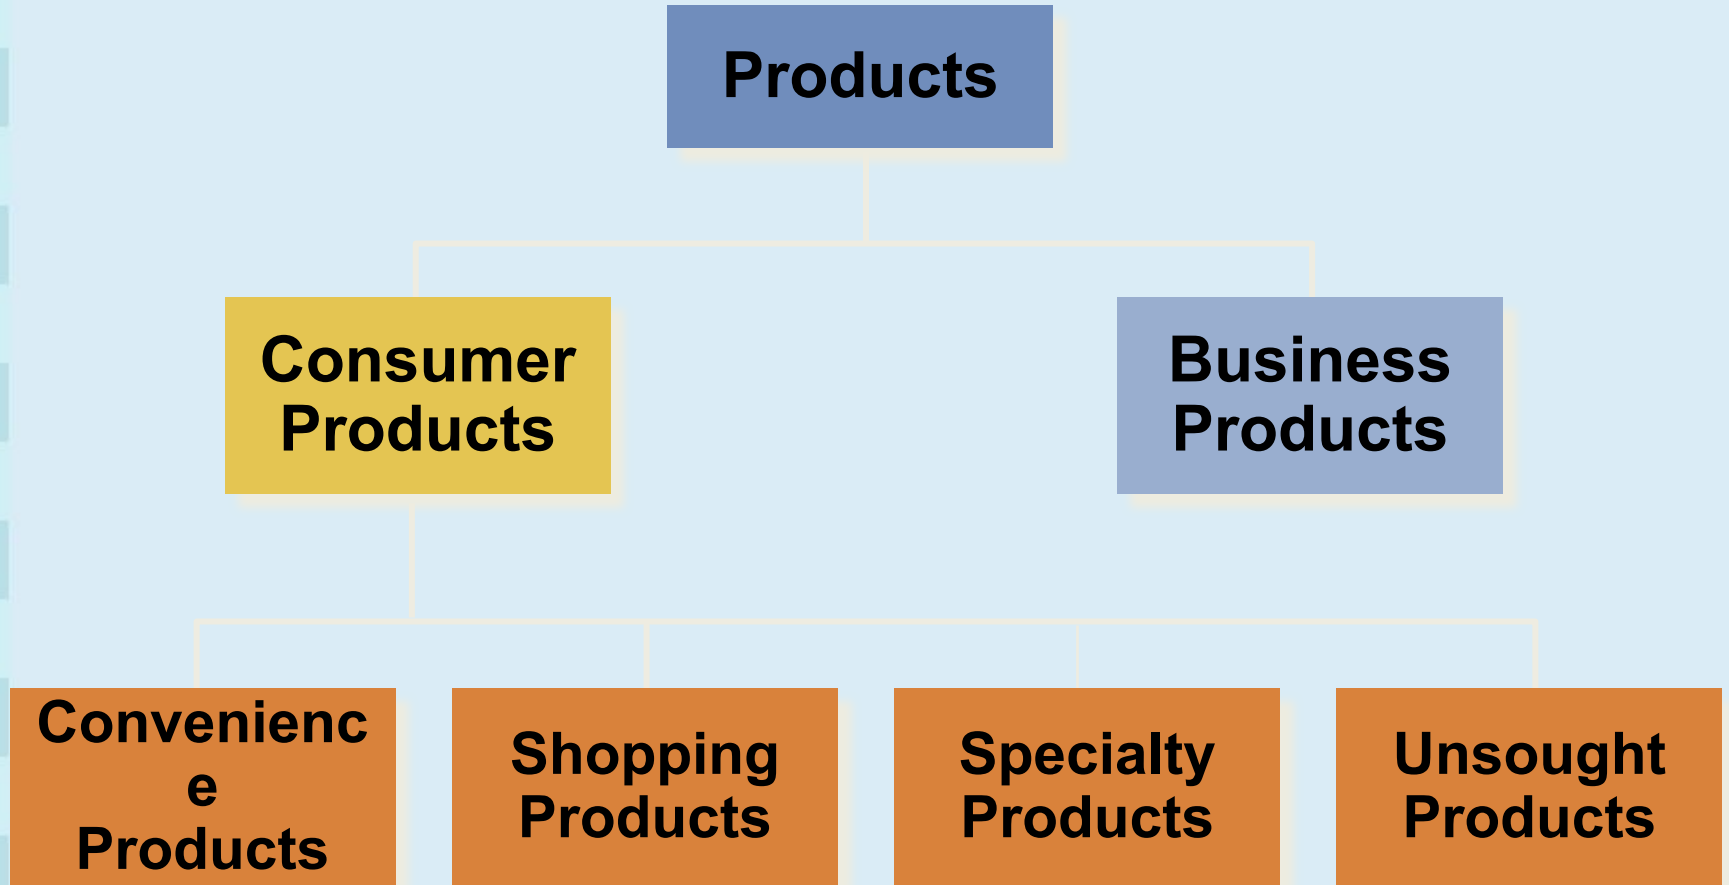 Products
Consumer
Products
Business
Products
Convenienc
e
Products
Shopping
Products
Specialty
Products
Unsought
Products